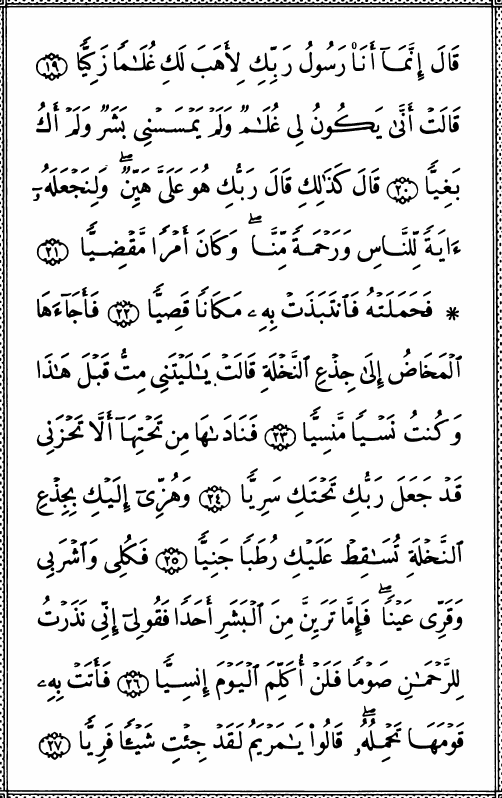 قَالَ إِنَّمَآ أَنَا۠ رَسُولُ رَبِّكِ لِأَهَبَ لَكِ غُلَـٰمٗا زَكِيّٗا ١٩
قَالَتۡ أَنَّىٰ يَكُونُ لِي غُلَـٰمٞ وَلَمۡ يَمۡسَسۡنِي بَشَرٞ وَلَمۡ أَكُ
بَغِيّٗا ٢٠ قَالَ كَذَٰلِكِ قَالَ رَبُّكِ هُوَ عَلَيَّ هَيِّنٞۖ وَلِنَجۡعَلَهُۥٓ
ءَايَةٗ لِّلنَّاسِ وَرَحۡمَةٗ مِّنَّاۚ وَكَانَ أَمۡرٗا مَّقۡضِيّٗا ٢١
* فَحَمَلَتۡهُ فَٱنتَبَذَتۡ بِهِۦ مَكَانٗا قَصِيّٗا ٢٢ فَأَجَآءَهَا
ٱلۡمَخَاضُ إِلَىٰ جِذۡعِ ٱلنَّخۡلَةِ قَالَتۡ يَـٰلَيۡتَنِي مِتُّ قَبۡلَ هَـٰذَا
وَكُنتُ نَسۡيٗا مَّنسِيّٗا ٢٣ فَنَادَىٰهَا مِن تَحۡتِهَآ أَلَّا تَحۡزَنِي
قَدۡ جَعَلَ رَبُّكِ تَحۡتَكِ سَرِيّٗا ٢٤ وَهُزِّيٓ إِلَيۡكِ بِجِذۡعِ
ٱلنَّخۡلَةِ تُسَـٰقِطۡ عَلَيۡكِ رُطَبٗا جَنِيّٗا ٢٥ فَكُلِي وَٱشۡرَبِي
وَقَرِّي عَيۡنٗاۖ فَإِمَّا تَرَيِنَّ مِنَ ٱلۡبَشَرِ أَحَدٗا فَقُولِيٓ إِنِّي نَذَرۡتُ
لِلرَّحۡمَـٰنِ صَوۡمٗا فَلَنۡ أُكَلِّمَ ٱلۡيَوۡمَ إِنسِيّٗا ٢٦ فَأَتَتۡ بِهِۦ
قَوۡمَهَا تَحۡمِلُهُۥۖ قَالُواْ يَـٰمَرۡيَمُ لَقَدۡ جِئۡتِ شَيۡـٔٗا فَرِيّٗا ٢٧